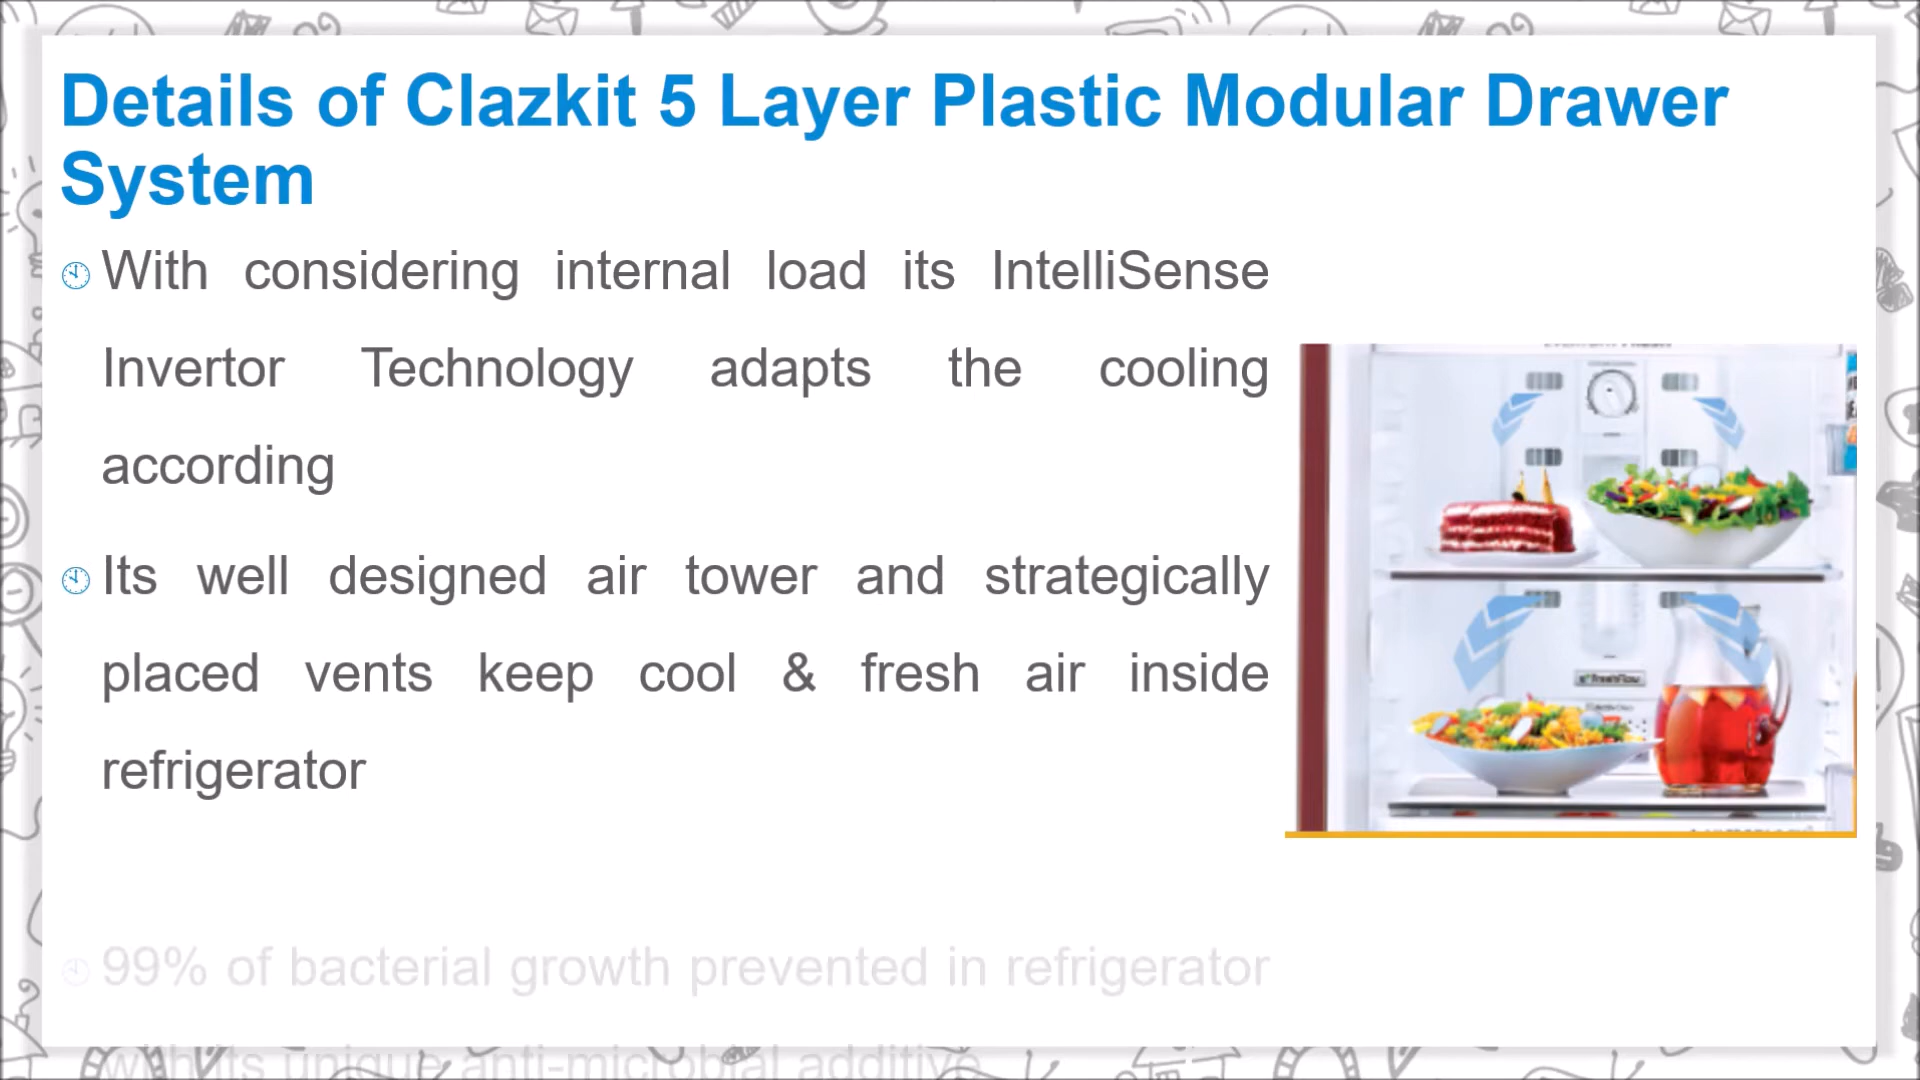 Details of Clazkit 5 Layer Plastic Modular Drawer
System
With considering internal load its IntelliSense
Invertor Technology adapts the cooling
according
Its well designed air tower and strategically
placed vents keep cool & fresh air inside
refrigerator
99% of bacterial growth prevented in refrigerator
with its unique anti-microbial additive